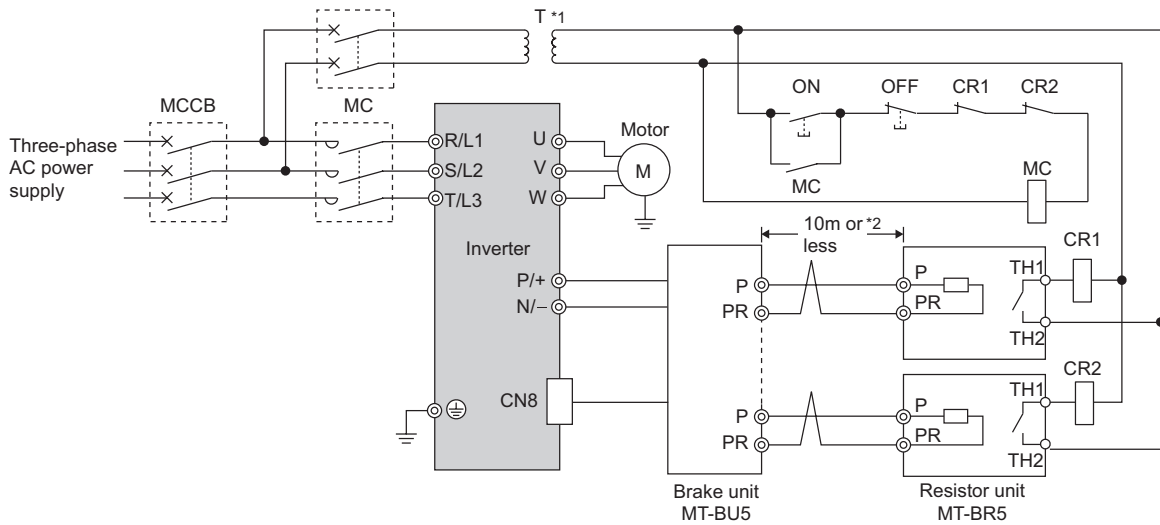 T *1
MCCB
MC
ON
OFF
CR1
CR2
Three-phase
AC power
supply
R/L1
S/L2
T/L3
U
V
W
Motor
M
MC
MC
Inverter
10m or *2
less
CR1
P/+
N/−
P
PR
P
PR
TH1
TH2
CR2
CN8
P
PR
P
PR
TH1
TH2
Brake unit
MT-BU5
Resistor unit
MT-BR5